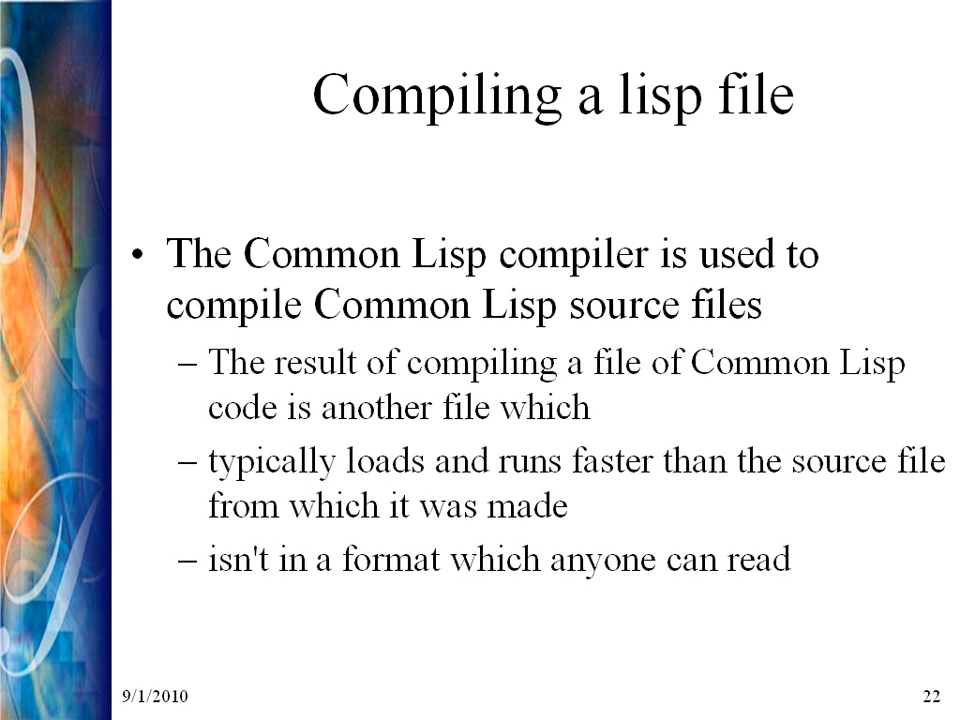 Compiling a lisp file
• The Common Lisp compiler is used to
compile Common Lisp source files
– The result of compiling a file of Common Lisp
code is another file which
– typically loads and runs faster than the source file
from which it was made
– isn't in a format which anyone can read
9/1/2010
22